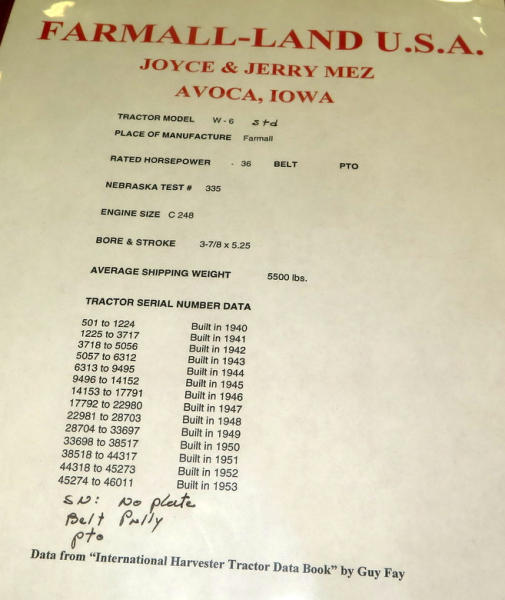 FARMALL-LAND U.S.A.
JOYCE & JERRY MEZ
AVOCA, IOWA
TRACTOR MODEL W - 6 std
PLACE OF MANUFACTURE Farmall
RATED HORSEPOWER - 36 BELT PTO
NEBRASKA TEST # 335
ENGINE SIZE C 248
BORE & STROKE 3-7/8 x 5.25
AVERAGE SHIPPING WEIGHT 5500 lbs.
TRACTOR SERIAL NUMBER DATA
501 to 1224 Built in 1940
1225 to 3717 Built in 1941
3718 to 5056 Built in 1942
5057 to 6312 Built in 1943
6313 to 9495 Built in 1944
9496 to 14152 Built in 1945
14153 to 17791 Built in 1946
17792 to 22980 Built in 1947
22981 to 28703 Built in 1948
28704 to 33697 Built in 1949
33698 to 38517 Built in 1950
38518 to 44317 Built in 1951
44318 to 45273 Built in 1952
45274 to 46011 Built in 1953
SN: No plate
Belt Pully
pto
Data from "International Harvester Tractor Data Book" by Guy Fay